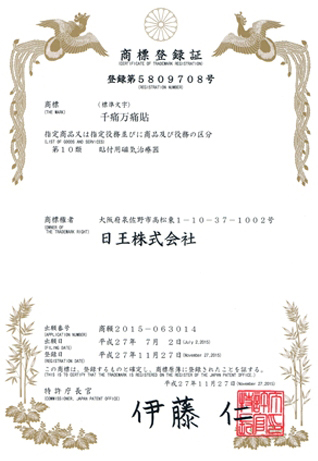 商標登録証
(CERTIFICATE OF TRADEMARK REGISTRATION)
登録第5809708号
(REGISTRATION NUMBER)
商標
(THE MARK)
(標準文字)
千痛万痛貼
指定商品又は指定役務並びに商品及び役務の区分
(LIST OF GOODS AND SERVICES)
第10類 貼付用磁気治療器
商標権者
(OWNER OF THE TRADEMARK RIGHT)
大阪府泉佐野市高松東1-10-37-1002号
日王株式会社
出願番号
(APPLICATION NUMBER)
商願2015-063014
出願日
(FILING DATE)
平成27年 7月 2日(July 2,2015)
登録日
(REGISTRATION DATE)
平成27年11月27日(November 27,2015)
この商標は、登録するものと確定し、商標原簿に登録されたことを証する。
(THIS IS TO CERTIFY THAT THE TRADEMARK IS REGISTERED ON THE REGISTER OF THE JAPAN PATENT OFFICE.)
平成27年11月27日(November 27,2015)
特許庁長官
(COMMISSIONER, JAPAN PATENT OFFICE)
伊藤 仁